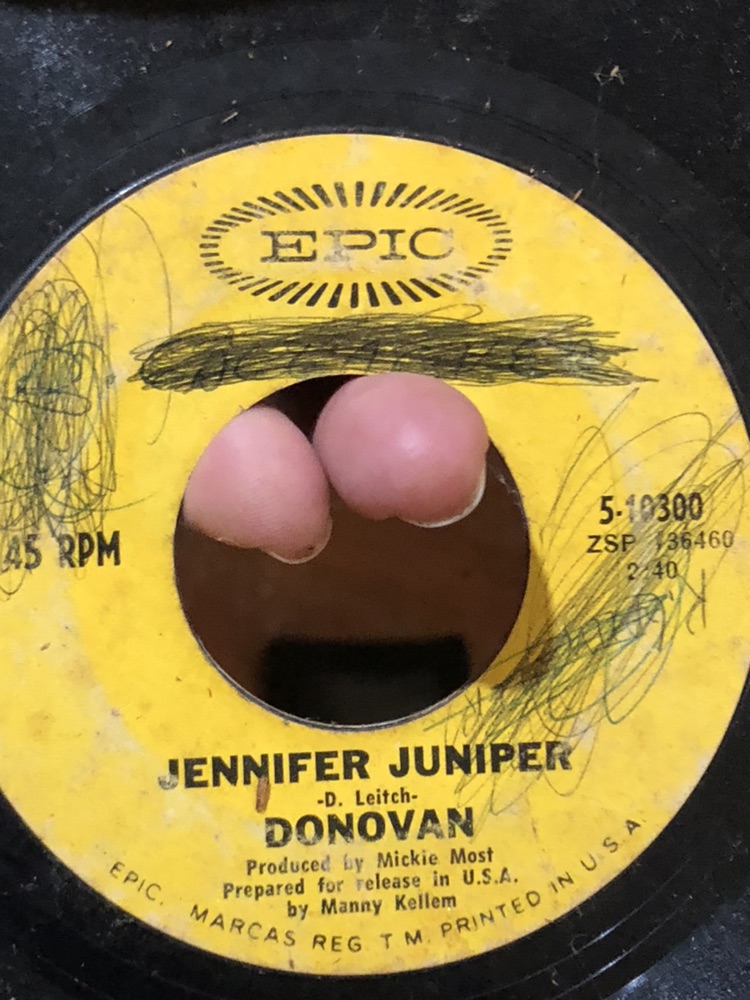 EPIC
45 RPM
5-10300
ZSP 136460
2:40
JENNIFER JUNIPER
-D. Leitch-
DONOVAN
Produced by Mickie Most
Prepared for release in U.S.A.
by Manny Kellem
EPIC. MARCAS REG. T.M. PRINTED IN U.S.A.